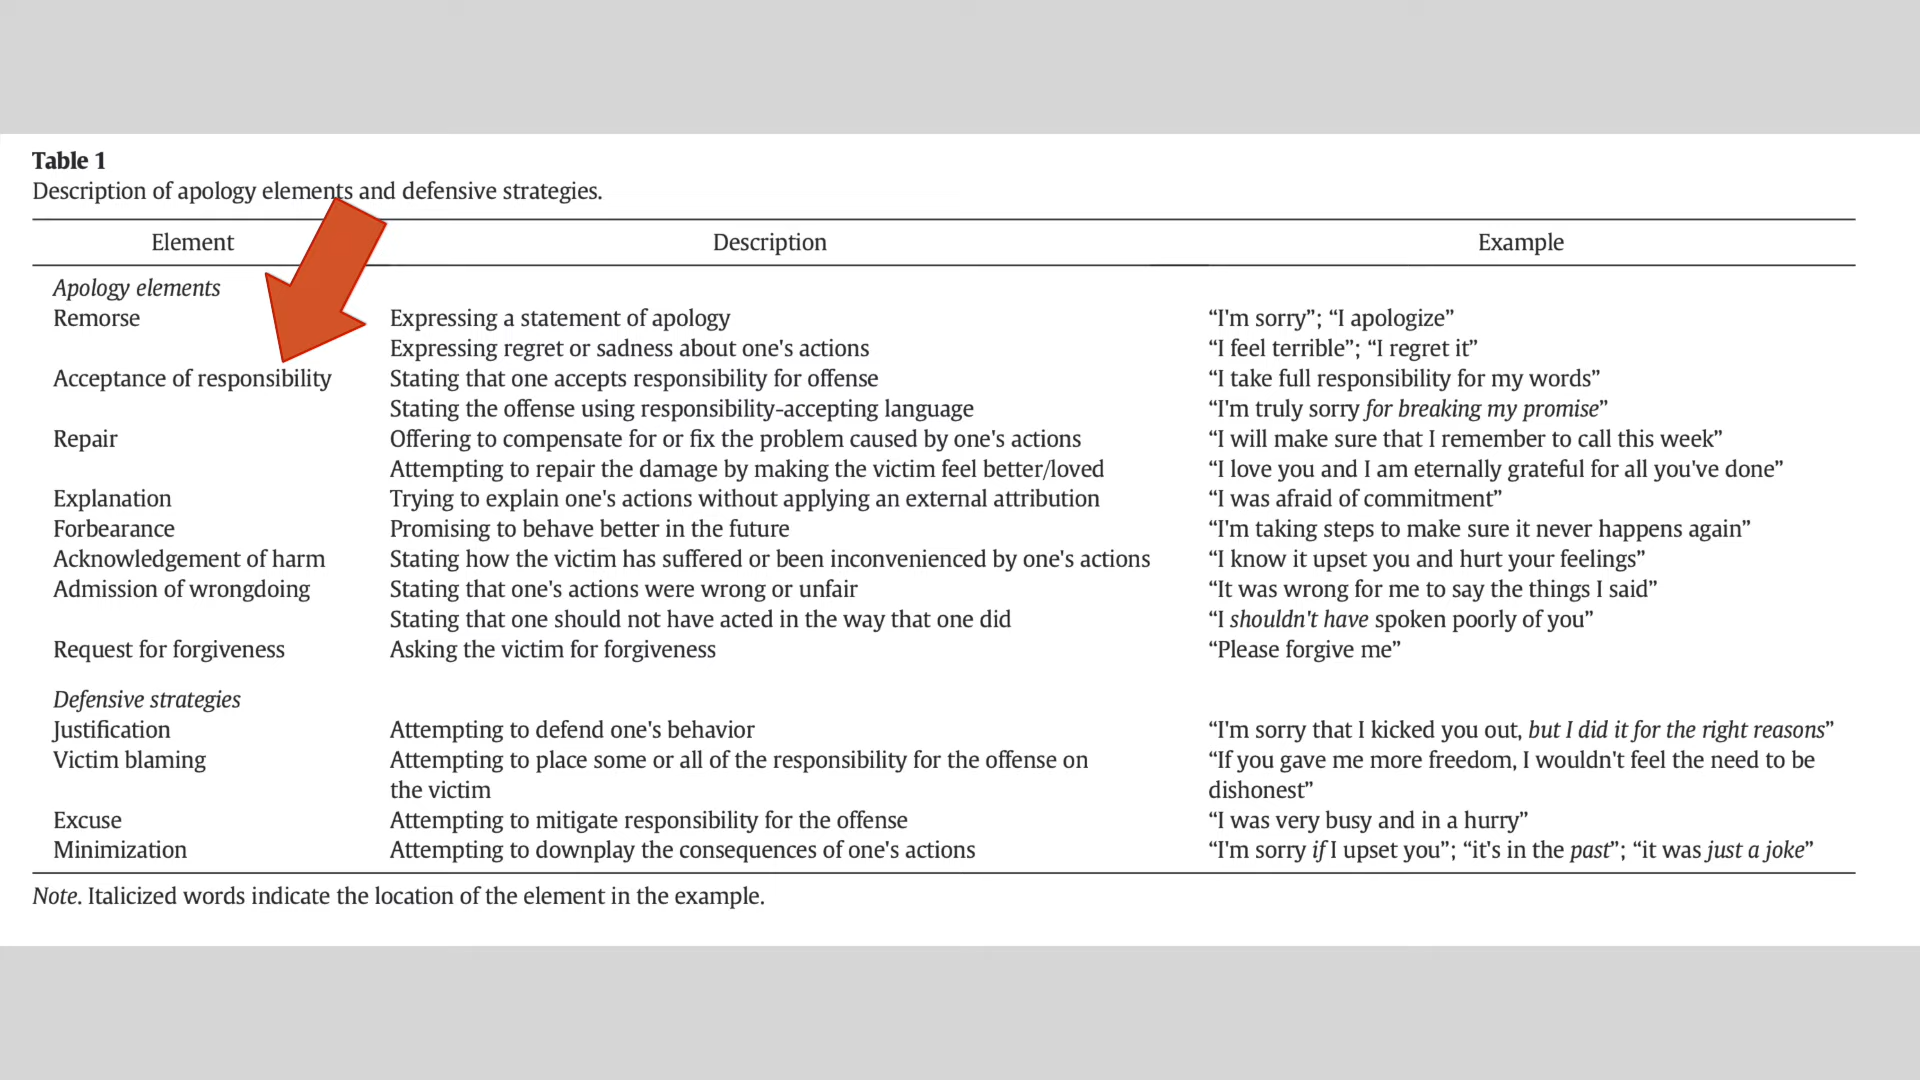 Table 1
Description of apology elements and defensive strategies.
Element Description Example
Apology elements
Remorse Expressing a statement of apology “I'm sorry”; “I apologize”
Expressing regret or sadness about one's actions “I feel terrible”; “I regret it”
Acceptance of responsibility Stating that one accepts responsibility for offense “I take full responsibility for my words”
Stating the offense using responsibility-accepting language “I'm truly sorry for breaking my promise”
Repair Offering to compensate for or fix the problem caused by one's actions “I will make sure that I remember to call this week”
Attempting to repair the damage by making the victim feel better/loved “I love you and I am eternally grateful for all you've done”
Explanation Trying to explain one's actions without applying an external attribution “I was afraid of commitment”
Forbearance Promising to behave better in the future “I'm taking steps to make sure it never happens again”
Acknowledgement of harm Stating how the victim has suffered or been inconvenienced by one's actions “I know it upset you and hurt your feelings”
Admission of wrongdoing Stating that one's actions were wrong or unfair “It was wrong for me to say the things I said”
Stating that one should not have acted in the way that one did “I shouldn't have spoken poorly of you”
Request for forgiveness Asking the victim for forgiveness “Please forgive me”
Defensive strategies
Justification Attempting to defend one's behavior “I'm sorry that I kicked you out, but I did it for the right reasons”
Victim blaming Attempting to place some or all of the responsibility for the offense on “If you gave me more freedom, I wouldn't feel the need to be
the victim dishonest”
Excuse Attempting to mitigate responsibility for the offense “I was very busy and in a hurry”
Minimization Attempting to downplay the consequences of one's actions “I'm sorry if I upset you”; “it's in the past”; “it was just a joke”
Note. Italicized words indicate the location of the element in the example.